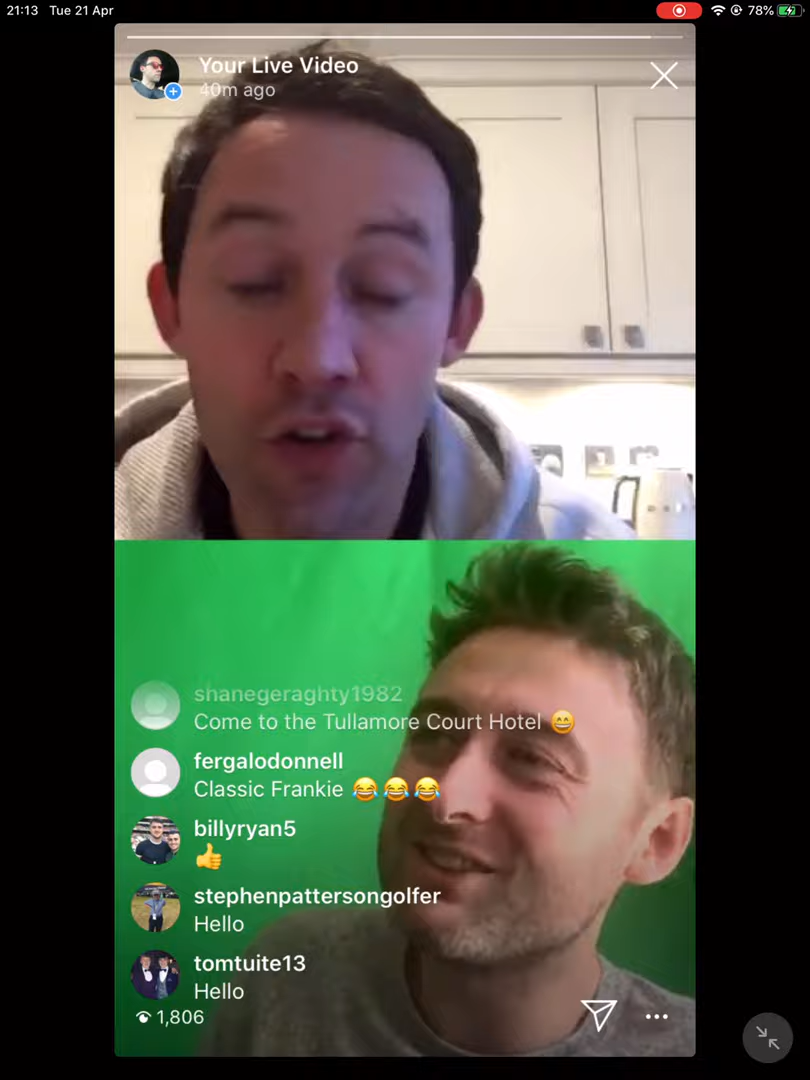 21:13 Tue 21 Apr
78%
Your Live Video
40m ago
shanegeraghty1982
Come to the Tullamore Court Hotel 😄
fergalodonnell
Classic Frankie 😂😂😂
billyryan5
👍
stephenpattersongolfer
Hello
tomtuite13
Hello
1,806